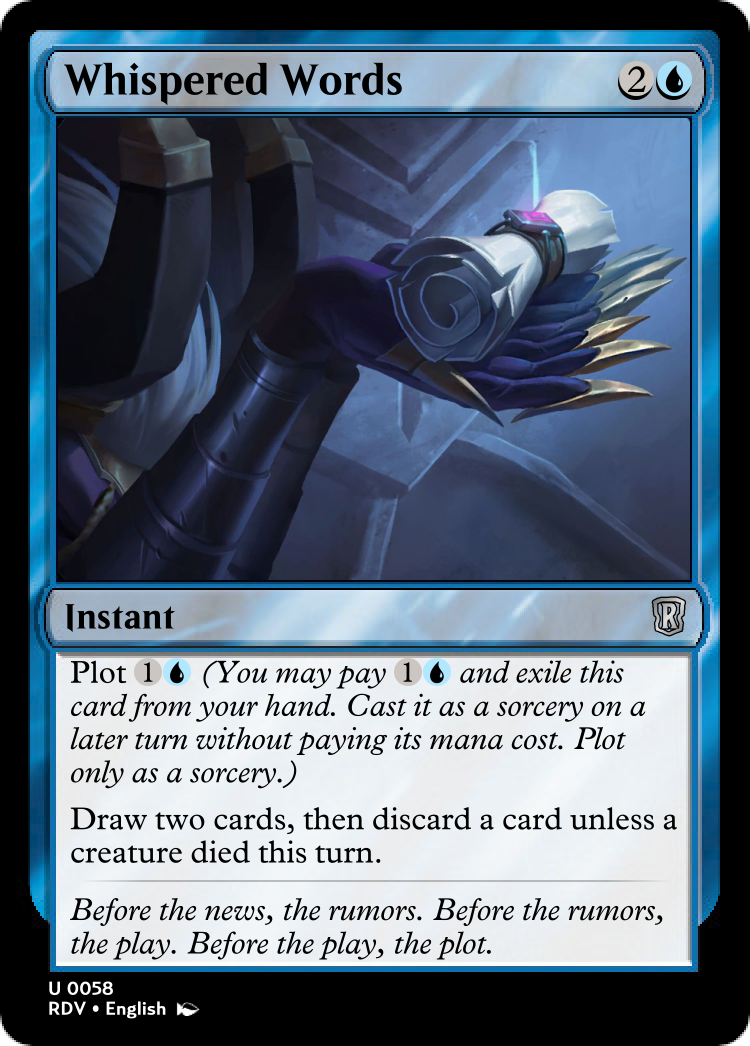 Whispered Words 2
Instant R
Plot 1 (You may pay 1 and exile this
card from your hand. Cast it as a sorcery on a
later turn without paying its mana cost. Plot
only as a sorcery.)
Draw two cards, then discard a card unless a
creature died this turn.
Before the news, the rumors. Before the rumors,
the play. Before the play, the plot.
U 0058
RDV • English